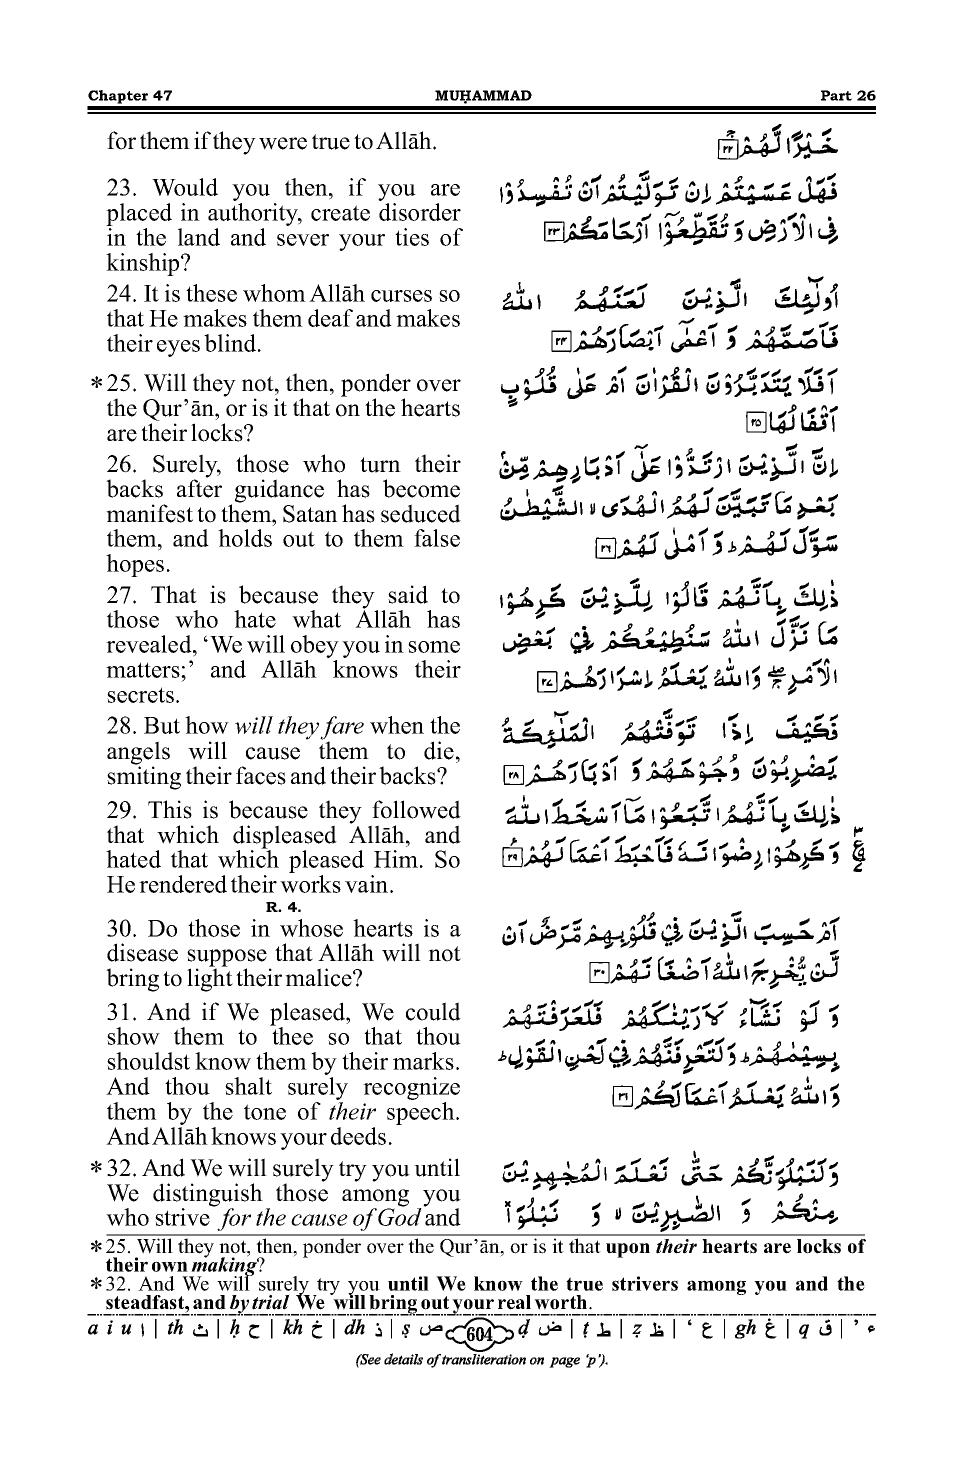 Chapter 47 MUḤAMMAD Part 26
for them if they were true to Allāh.
23. Would you then, if you are
placed in authority, create disorder
in the land and sever your ties of
kinship?
24. It is these whom Allāh curses so
that He makes them deaf and makes
their eyes blind.
*25. Will they not, then, ponder over
the Qur’ān, or is it that on the hearts
are their locks?
26. Surely, those who turn their
backs after guidance has become
manifest to them, Satan has seduced
them, and holds out to them false
hopes.
27. That is because they said to
those who hate what Allāh has
revealed, ‘We will obey you in some
matters;’ and Allāh knows their
secrets.
28. But how will they fare when the
angels will cause them to die,
smiting their faces and their backs?
29. This is because they followed
that which displeased Allāh, and
hated that which pleased Him. So
He rendered their works vain.
R. 4.
30. Do those in whose hearts is a
disease suppose that Allāh will not
bring to light their malice?
31. And if We pleased, We could
show them to thee so that thou
shouldst know them by their marks.
And thou shalt surely recognize
them by the tone of their speech.
And Allāh knows your deeds.
*32. And We will surely try you until
We distinguish those among you
who strive for the cause of God and
خَيْرًا لَّهُمْ ۚ ﴿۲۲﴾
فَهَلْ عَسَيْتُمْ اِنْ تَوَلَّيْتُمْ اَنْ تُفْسِدُوْا
فِى الْاَرْضِ وَ تُقَطِّعُوْٓا اَرْحَامَكُمْ ﴿۲۳﴾
اُولٰٓئِكَ الَّذِيْنَ لَعَنَهُمُ اللّٰهُ
فَاَصَمَّهُمْ وَ اَعْمٰٓى اَبْصَارَهُمْ ﴿۲۴﴾
اَفَلَا يَتَدَبَّرُوْنَ الْقُرْاٰنَ اَمْ عَلٰى قُلُوْبٍ
اَقْفَالُهَا ﴿۲۵﴾
اِنَّ الَّذِيْنَ ارْتَدُّوْا عَلٰٓى اَدْبَارِهِمْ مِّنْۢ
بَعْدِ مَا تَبَيَّنَ لَهُمُ الْهُدَى ۙ الشَّيْطٰنُ
سَوَّلَ لَهُمْ ؕ وَ اَمْلٰى لَهُمْ ﴿۲۶﴾
ذٰلِكَ بِاَنَّهُمْ قَالُوْا لِلَّذِيْنَ كَرِهُوْا
مَا نَزَّلَ اللّٰهُ سَنُطِيْعُكُمْ فِيْ بَعْضِ
الْاَمْرِ ۖۚ وَاللّٰهُ يَعْلَمُ اِسْرَارَهُمْ ﴿۲۷﴾
فَكَيْفَ اِذَا تَوَفَّتْهُمُ الْمَلٰٓئِكَةُ
يَضْرِبُوْنَ وُجُوْهَهُمْ وَ اَدْبَارَهُمْ ﴿۲۸﴾
ذٰلِكَ بِاَنَّهُمُ اتَّبَعُوْا مَآ اَسْخَطَ اللّٰهَ
وَ كَرِهُوْا رِضْوَانَهٗ فَاَحْبَطَ اَعْمَالَهُمْ ﴿۲۹﴾
اَمْ حَسِبَ الَّذِيْنَ فِيْ قُلُوْبِهِمْ مَّرَضٌ اَنْ
لَّنْ يُّخْرِجَ اللّٰهُ اَضْغَانَهُمْ ﴿۳۰﴾
وَ لَوْ نَشَآءُ لَاَرَيْنٰكَهُمْ فَلَعَرَفْتَهُمْ
بِسِيْمٰهُمْ ؕ وَلَتَعْرِفَنَّهُمْ فِيْ لَحْنِ الْقَوْلِ ؕ
وَاللّٰهُ يَعْلَمُ اَعْمَالَكُمْ ﴿۳۱﴾
وَلَنَبْلُوَنَّكُمْ حَتّٰى نَعْلَمَ الْمُجٰهِدِيْنَ
مِنْكُمْ وَ الصّٰبِرِيْنَ ۙ وَ نَبْلُوَا۟
*25. Will they not, then, ponder over the Qur’ān, or is it that upon their hearts are locks of
their own making?
*32. And We will surely try you until We know the true strivers among you and the
steadfast, and by trial We will bring out your real worth.
a i u ا | th ث | ḥ ح | kh خ | dh ذ | ṣ ص 604 ḍ ض | ṭ ط | ẓ ظ | ‘ ع | gh غ | q ق | ’ ء
(See details of transliteration on page ‘p’).